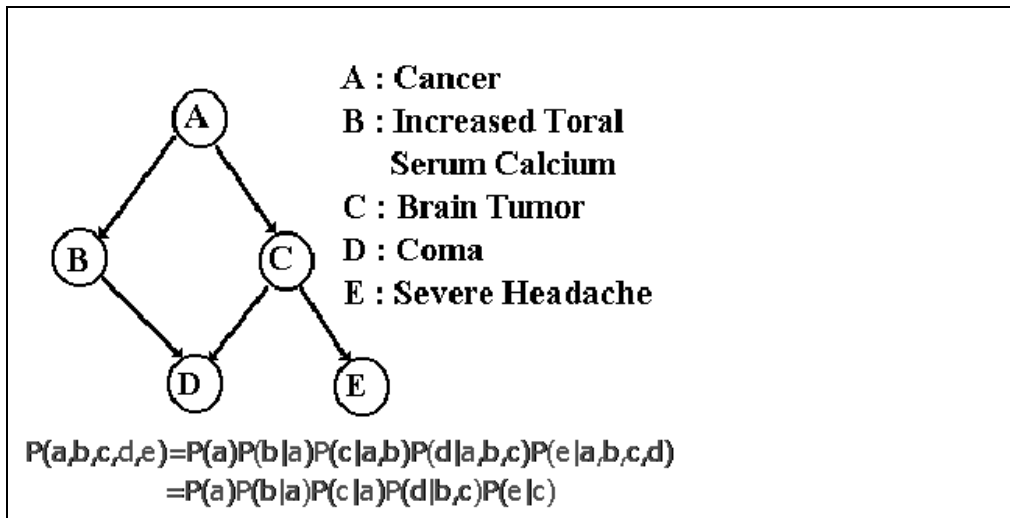 A
B
C
D
E
A : Cancer
B : Increased Toral
Serum Calcium
C : Brain Tumor
D : Coma
E : Severe Headache
P(a,b,c,d,e)=P(a)P(b|a)P(c|a,b)P(d|a,b,c)P(e|a,b,c,d)
=P(a)P(b|a)P(c|a)P(d|b,c)P(e|c)